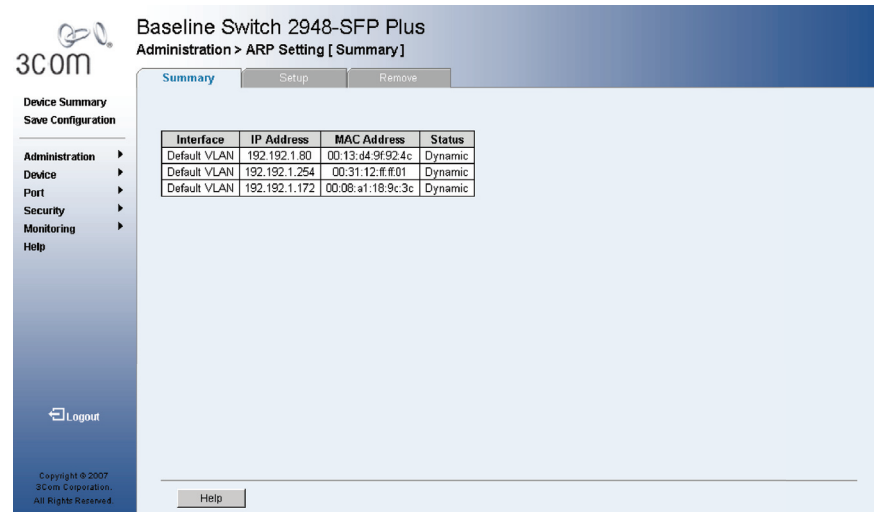 3COM
Baseline Switch 2948-SFP Plus
Administration > ARP Setting [ Summary ]
Summary Setup Remove
Device Summary
Save Configuration
Administration
Device
Port
Security
Monitoring
Help
Interface IP Address MAC Address Status
Default VLAN 192.192.1.80 00:13:d4:9f:92:4c Dynamic
Default VLAN 192.192.1.254 00:31:12:ff:ff:01 Dynamic
Default VLAN 192.192.1.172 00:08:a1:18:9c:3c Dynamic
Logout
Copyright © 2007
3Com Corporation.
All Rights Reserved.
Help